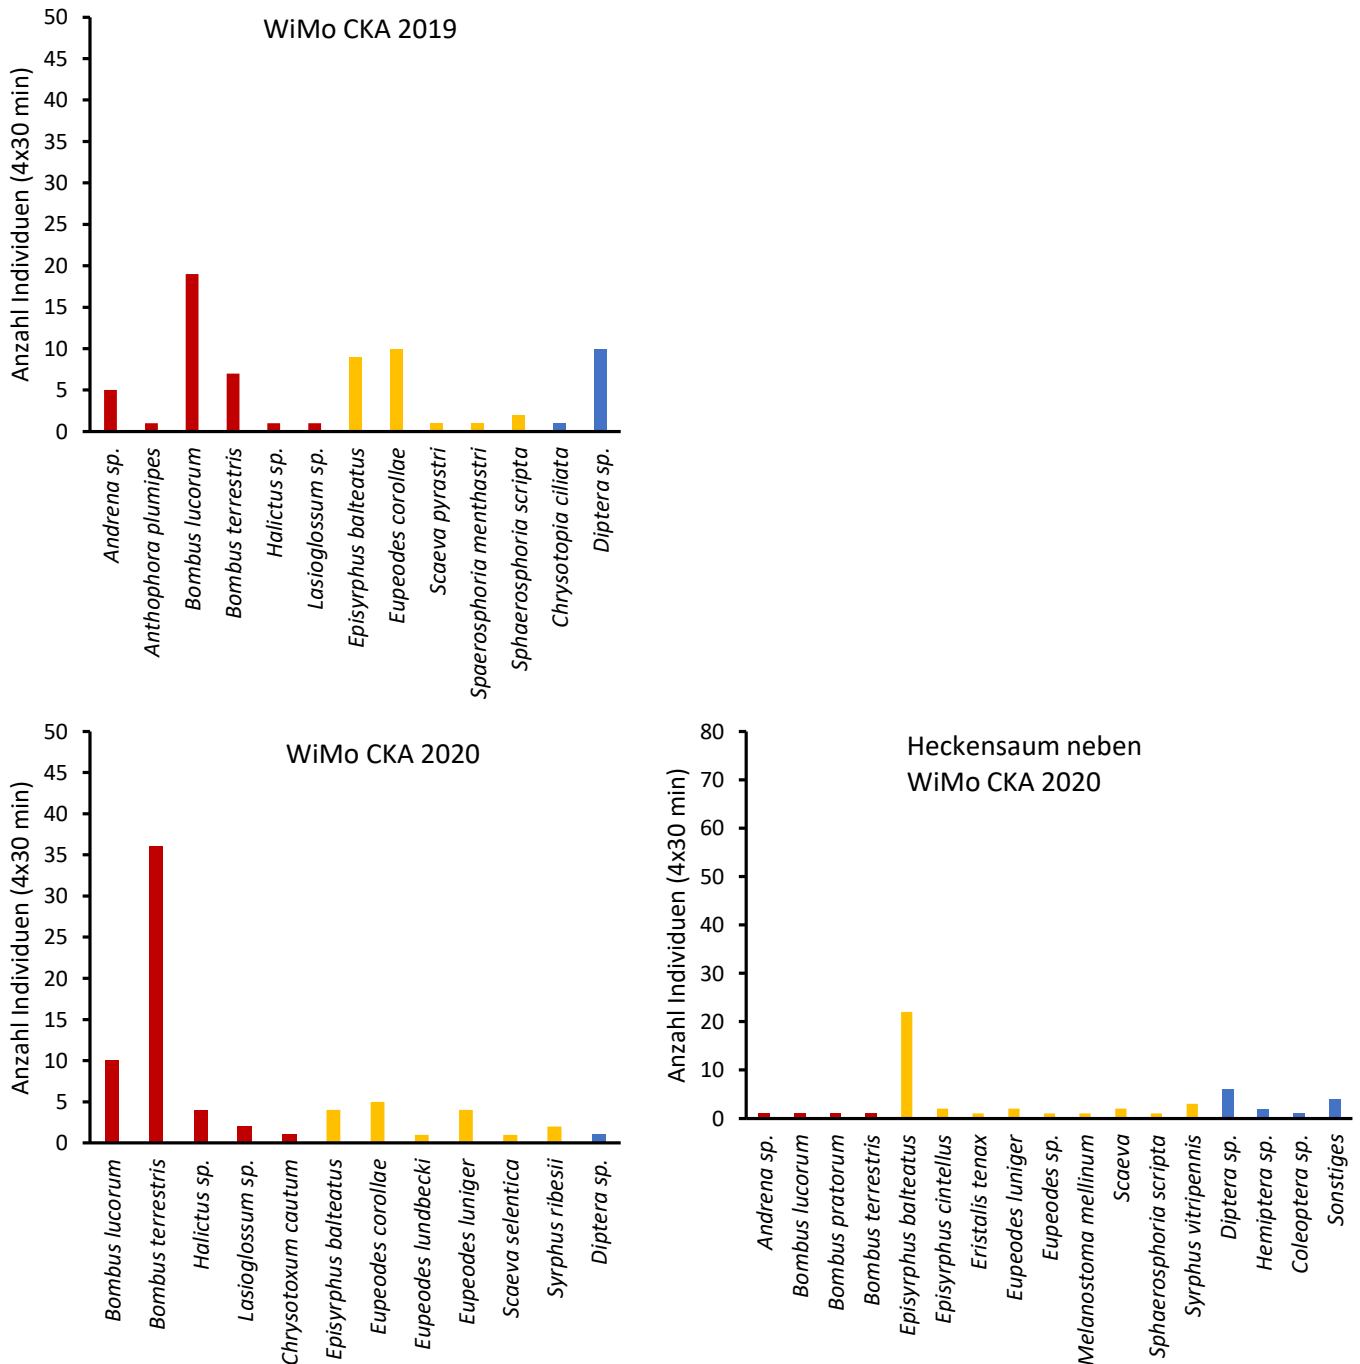 WiMo CKA 2019
Anzahl Individuen (4x30 min)
50
45
40
35
30
25
20
15
10
5
0
Andrena sp.
Anthophora plumipes
Bombus lucorum
Bombus terrestris
Halictus sp.
Lasioglossum sp.
Episyrphus balteatus
Eupeodes corollae
Scaeva pyrastri
Spaerosphoria menthastri
Sphaerosphoria scripta
Chrysotopia ciliata
Diptera sp.
WiMo CKA 2020
Anzahl Individuen (4x30 min)
50
45
40
35
30
25
20
15
10
5
0
Bombus lucorum
Bombus terrestris
Halictus sp.
Lasioglossum sp.
Chrysotoxum cautum
Episyrphus balteatus
Eupeodes corollae
Eupeodes lundbecki
Eupeodes luniger
Scaeva selentica
Syrphus ribesii
Diptera sp.
Heckensaum neben
WiMo CKA 2020
Anzahl Individuen (4x30 min)
80
70
60
50
40
30
20
10
0
Andrena sp.
Bombus lucorum
Bombus pratorum
Bombus terrestris
Episyrphus balteatus
Episyrphus cintellus
Eristalis tenax
Eupeodes luniger
Eupeodes sp.
Melanostoma mellinum
Scaeva
Sphaerosphoria scripta
Syrphus vitripennis
Diptera sp.
Hemiptera sp.
Coleoptera sp.
Sonstiges